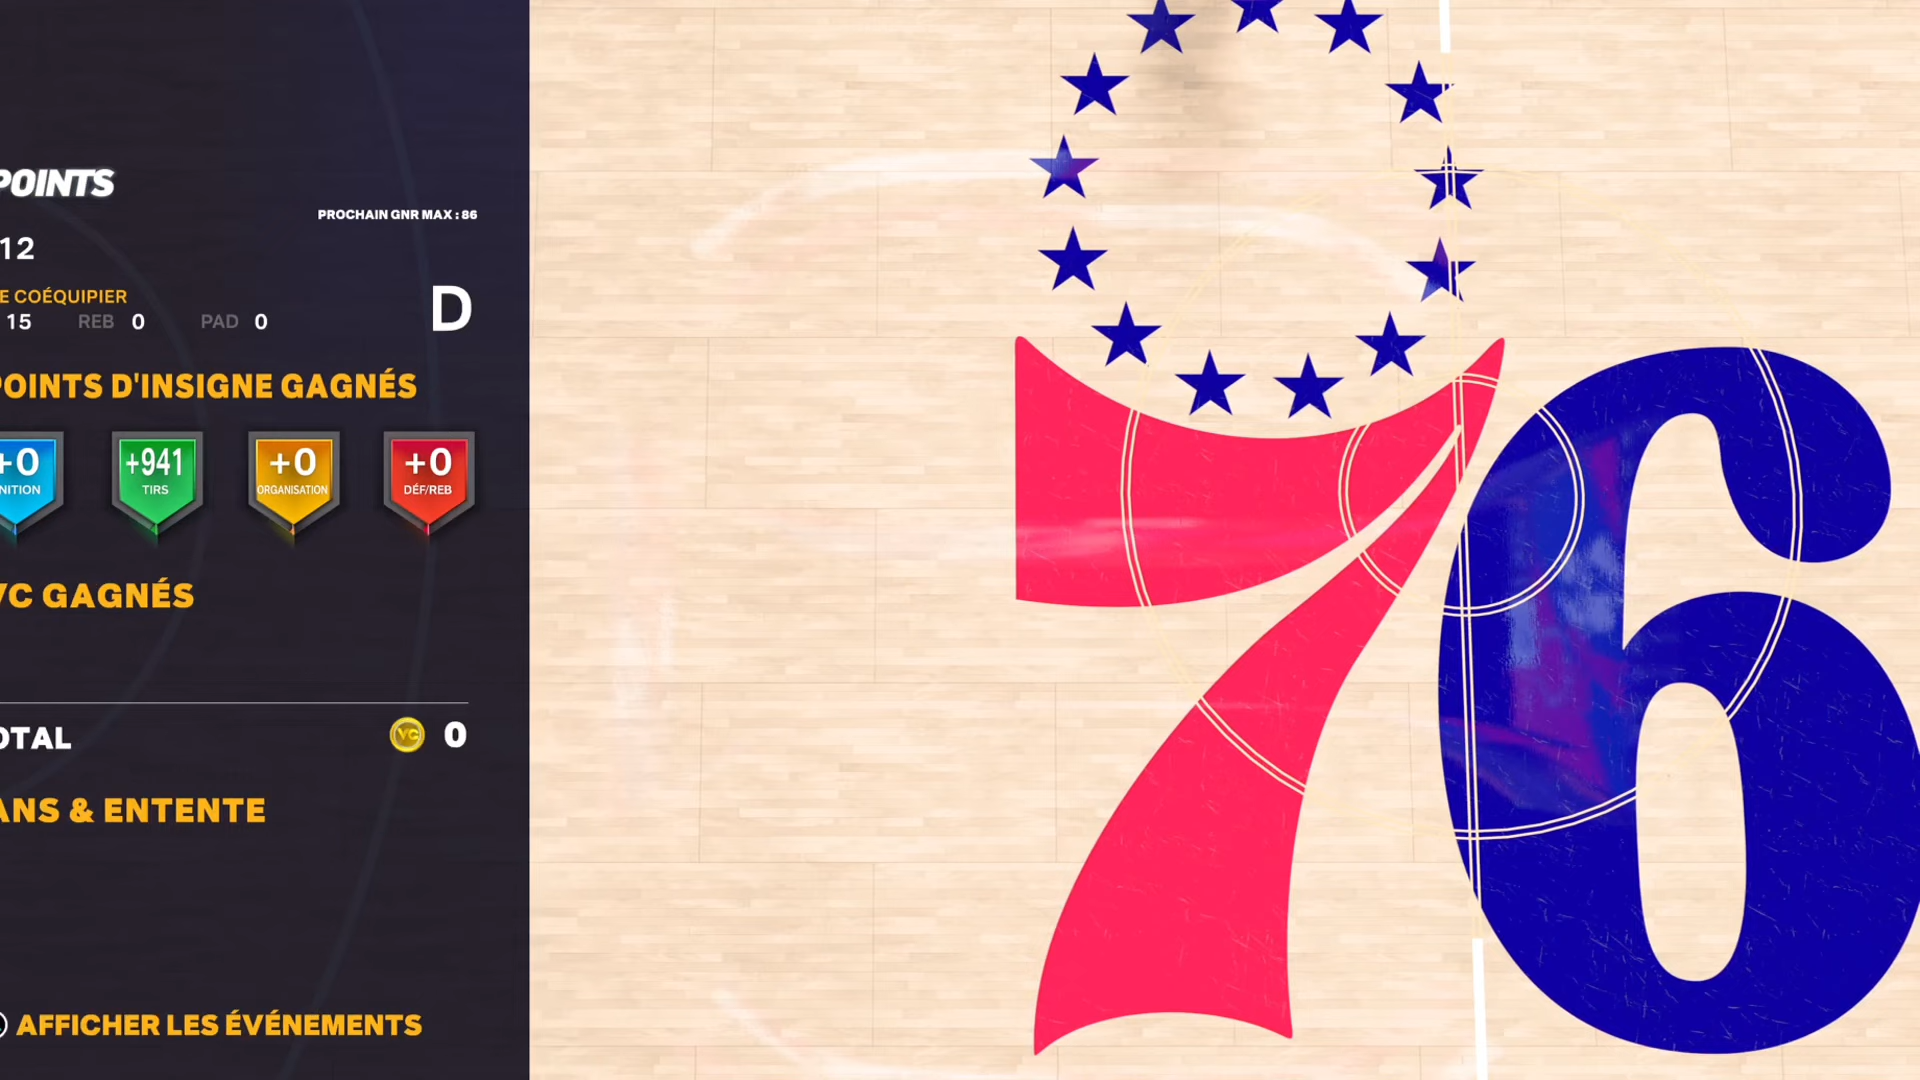 POINTS
PROCHAIN GNR MAX : 86
12
E COÉQUIPIER
15 REB 0 PAD 0
D
POINTS D'INSIGNE GAGNÉS
+0 +941 +0 +0
NITION TIRS ORGANISATION DÉF/REB
VC GAGNÉS
OTAL VC 0
ANS & ENTENTE
AFFICHER LES ÉVÉNEMENTS
76